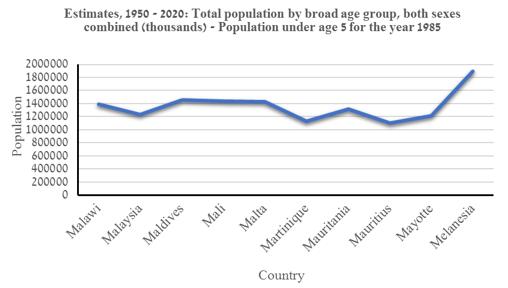 Estimates, 1950 - 2020: Total population by broad age group, both sexes
combined (thousands) - Population under age 5 for the year 1985
2000000
1800000
1600000
1400000
1200000
1000000
800000
600000
400000
200000
0
Population
Malawi
Malaysia
Maldives
Mali
Malta
Martinique
Mauritania
Mauritius
Mayotte
Melanesia
Country